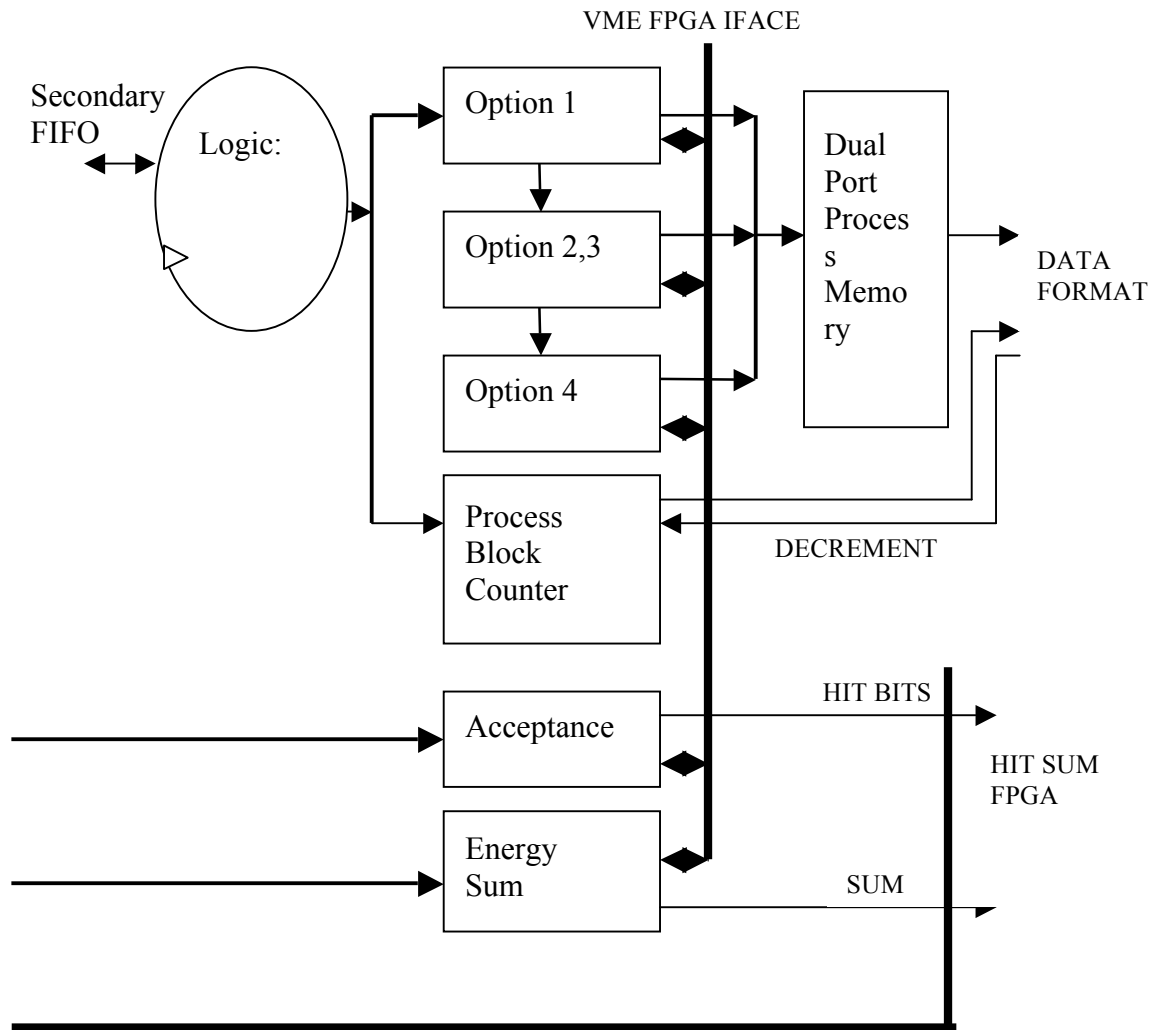 VME FPGA IFACE
Secondary
FIFO
Logic:
Option 1
Option 2,3
Option 4
Dual
Port
Proces
s
Memo
ry
DATA
FORMAT
Process
Block
Counter
DECREMENT
Acceptance
HIT BITS
HIT SUM
FPGA
Energy
Sum
SUM